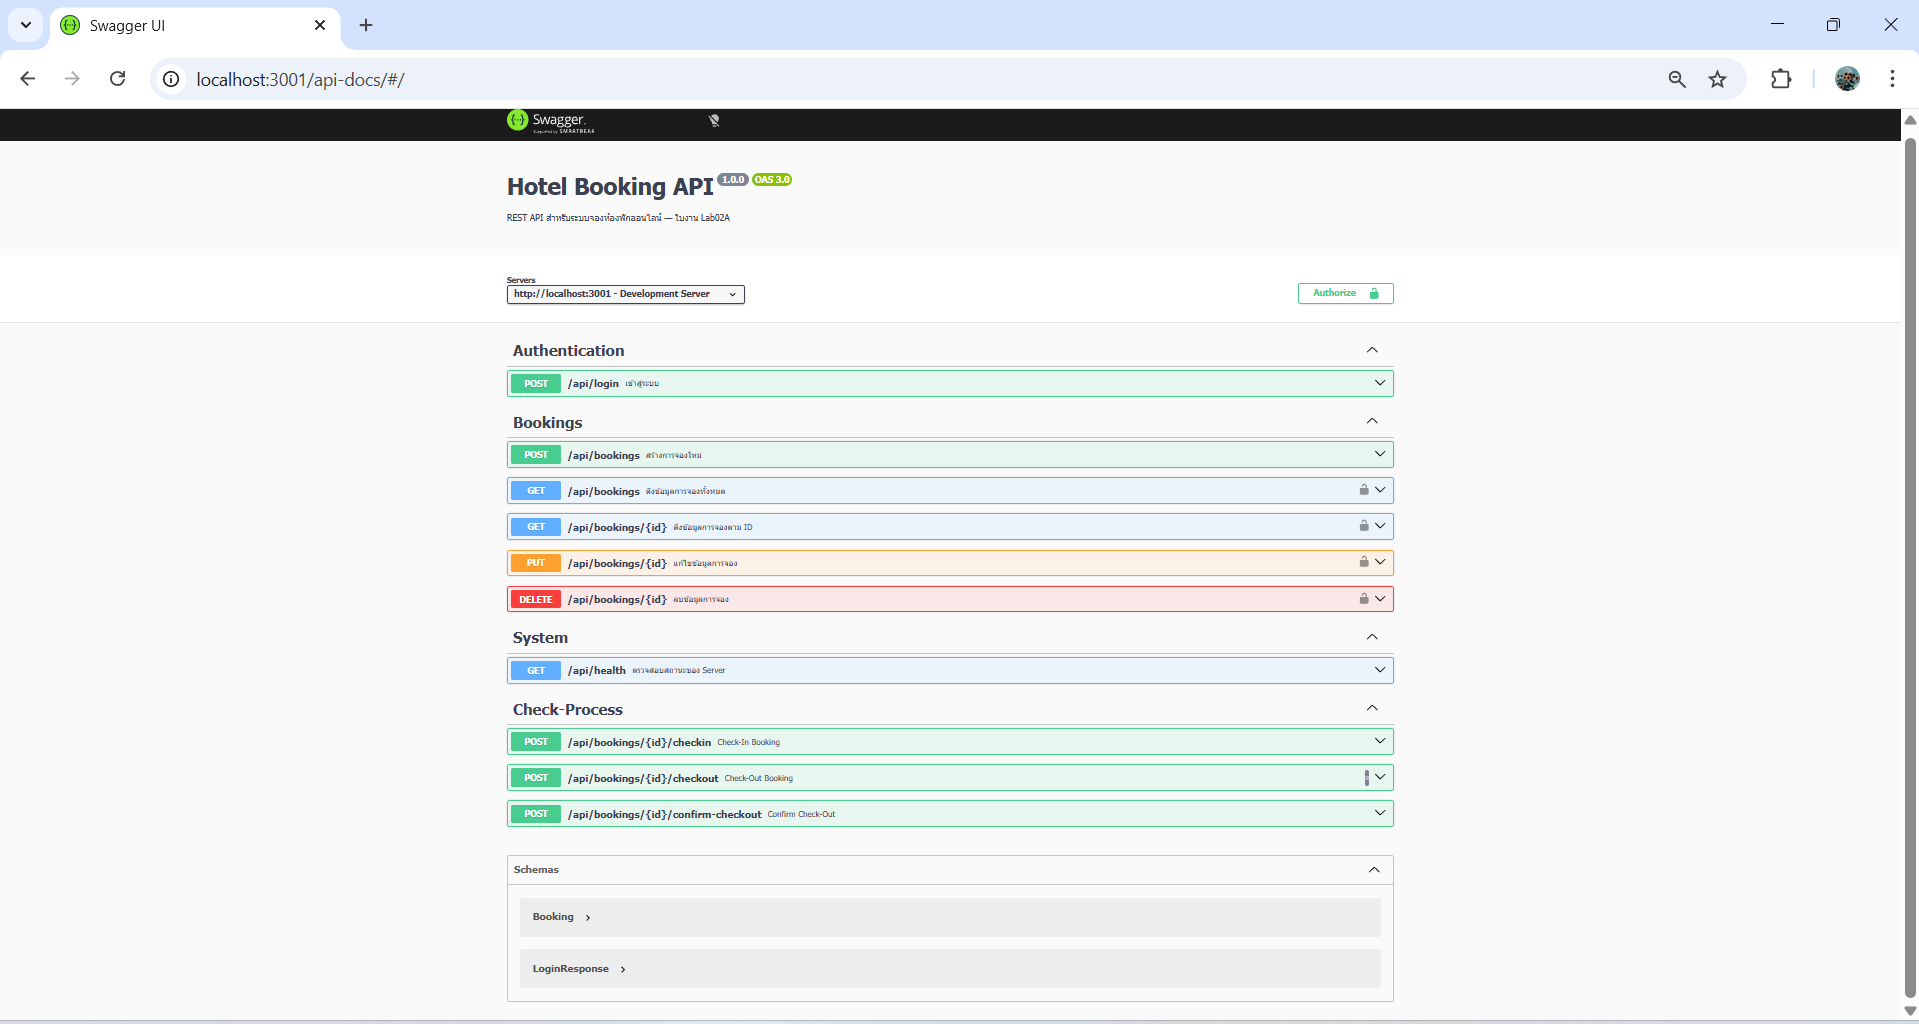 Swagger UI
localhost:3001/api-docs/#/
Swagger.
Supported by SMARTBEAR
Hotel Booking API 1.0.0 OAS 3.0
REST API สำหรับระบบจองห้องพักออนไลน์ — ใบงาน Lab02A
Servers
http://localhost:3001 - Development Server
Authorize
Authentication
POST /api/login เข้าสู่ระบบ
Bookings
POST /api/bookings สร้างการจองใหม่
GET /api/bookings ดึงข้อมูลการจองทั้งหมด
GET /api/bookings/{id} ดึงข้อมูลการจองตาม ID
PUT /api/bookings/{id} แก้ไขข้อมูลการจอง
DELETE /api/bookings/{id} ลบข้อมูลการจอง
System
GET /api/health ตรวจสอบสถานะของ Server
Check-Process
POST /api/bookings/{id}/checkin Check-In Booking
POST /api/bookings/{id}/checkout Check-Out Booking
POST /api/bookings/{id}/confirm-checkout Confirm Check-Out
Schemas
Booking
LoginResponse